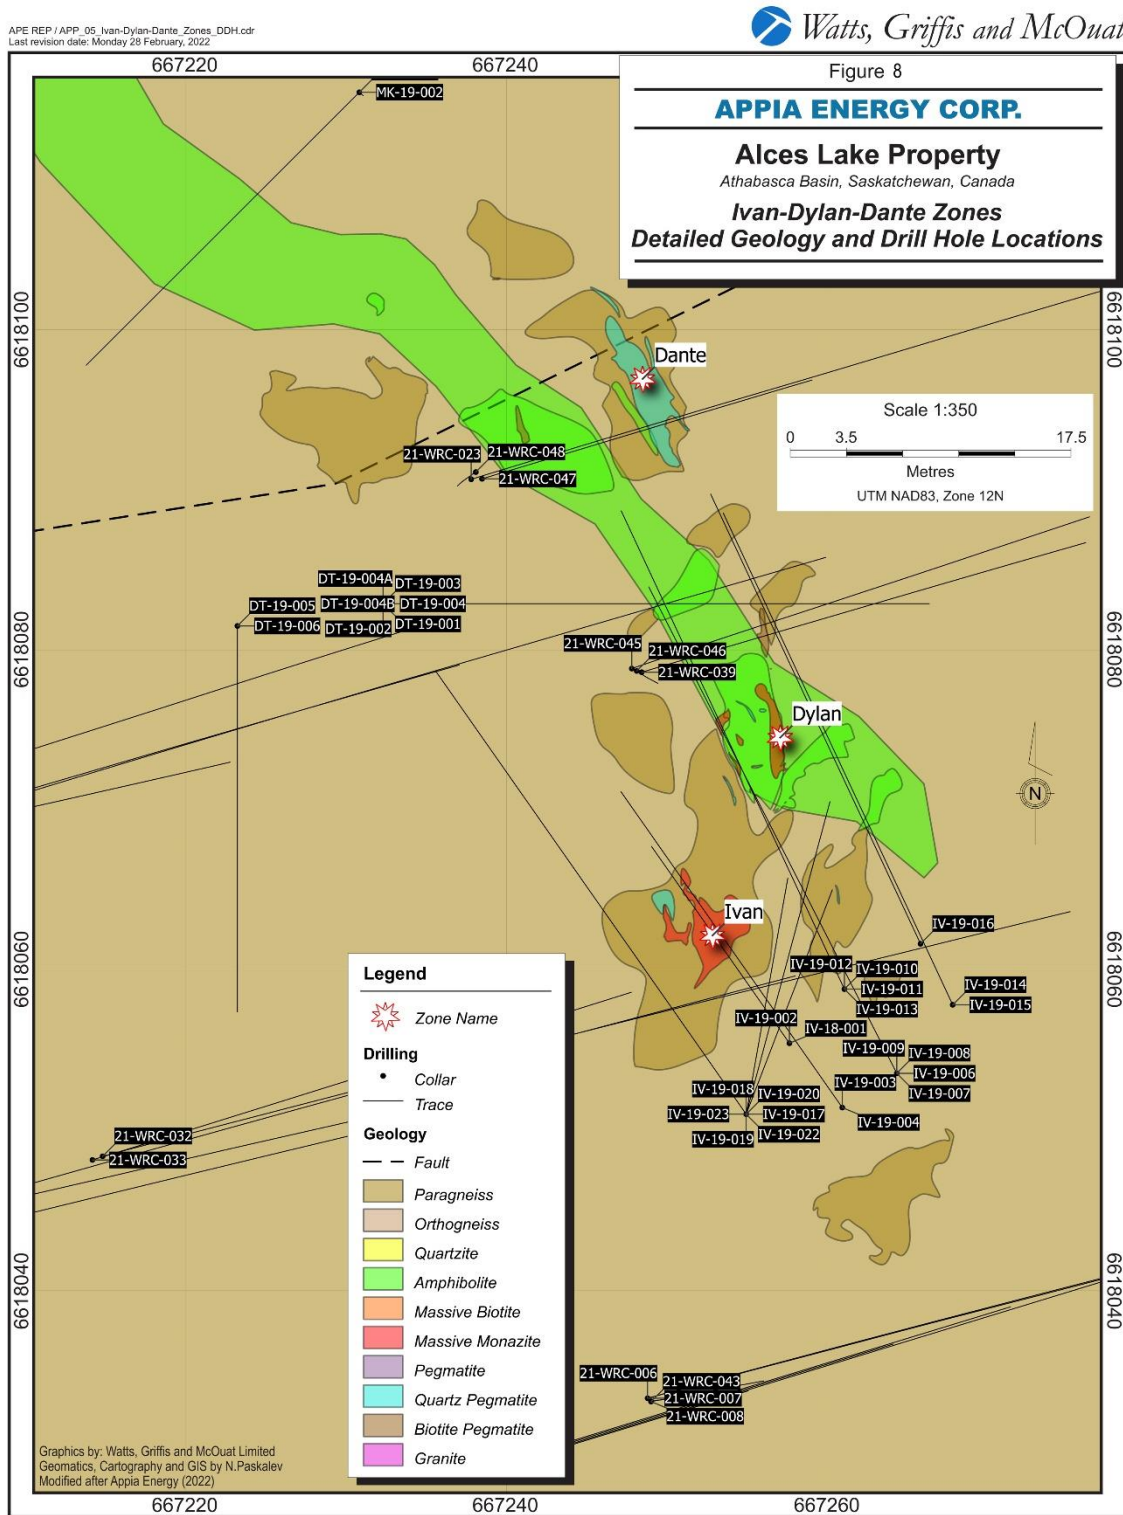 APE REP / APP_05_Ivan-Dylan-Dante_Zones_DDH.cdr
Last revision date: Monday 28 February, 2022
Watts, Griffis and McOuat
667220
667240
Figure 8
APPIA ENERGY CORP.
Alces Lake Property
Athabasca Basin, Saskatchewan, Canada
Ivan-Dylan-Dante Zones
Detailed Geology and Drill Hole Locations
MK-19-002
6618100
6618100
Dante
Scale 1:350
0 3.5 17.5
Metres
UTM NAD83, Zone 12N
21-WRC-023
21-WRC-048
21-WRC-047
DT-19-004A
DT-19-003
DT-19-005
DT-19-004B
DT-19-004
DT-19-006
DT-19-002
DT-19-001
6618080
6618080
21-WRC-045
21-WRC-046
21-WRC-039
Dylan
N
Ivan
IV-19-016
6618060
6618060
IV-19-012
IV-19-010
IV-19-011
IV-19-013
IV-19-014
IV-19-015
IV-19-002
IV-18-001
IV-19-009
IV-19-008
IV-19-006
IV-19-007
IV-19-003
IV-19-004
IV-19-018
IV-19-020
IV-19-023
IV-19-017
IV-19-019
IV-19-022
21-WRC-032
21-WRC-033
Legend
Zone Name
Drilling
Collar
Trace
Geology
Fault
Paragneiss
Orthogneiss
Quartzite
Amphibolite
Massive Biotite
Massive Monazite
Pegmatite
Quartz Pegmatite
Biotite Pegmatite
Granite
6618040
6618040
21-WRC-006
21-WRC-043
21-WRC-007
21-WRC-008
Graphics by: Watts, Griffis and McOuat Limited
Geomatics, Cartography and GIS by N.Paskalev
Modified after Appia Energy (2022)
667220
667240
667260